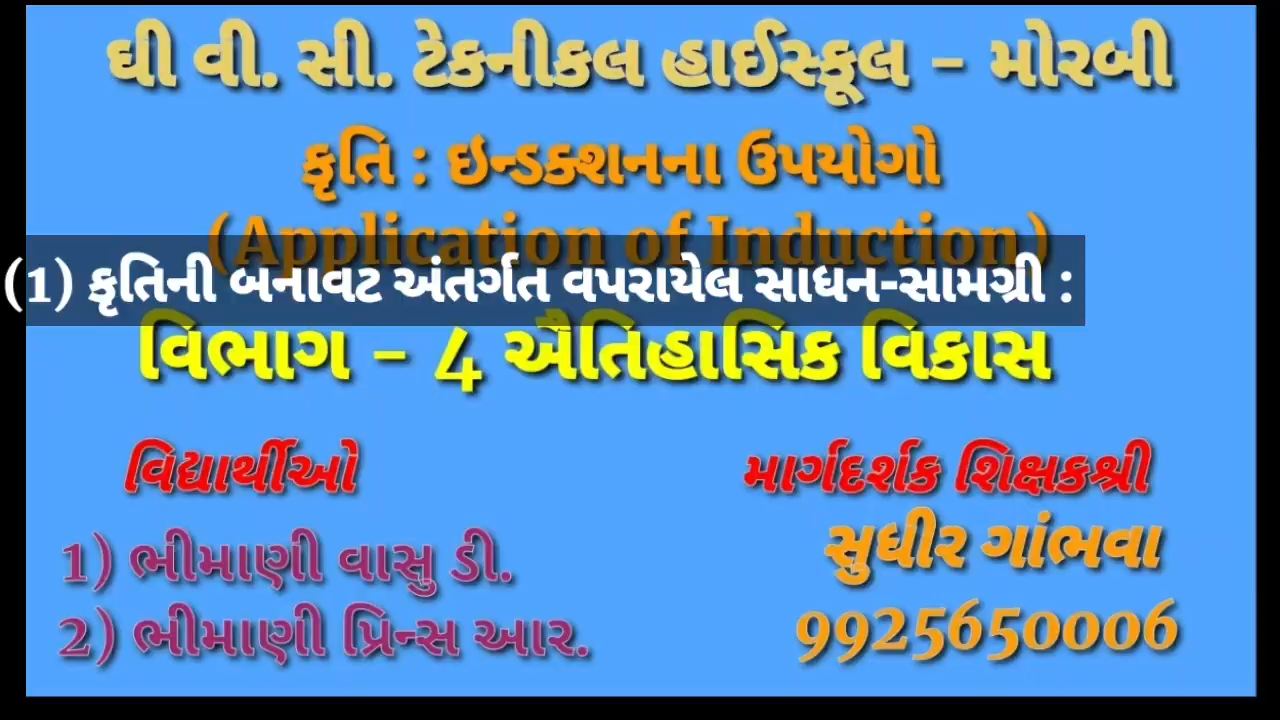 ધી વી. સી. ટેકનીકલ હાઈસ્કૂલ – મોરબી
કૃતિ : ઇન્ડક્શનના ઉપયોગો
(Application of Induction)
(1) કૃતિની બનાવટ અંતર્ગત વપરાયેલ સાધન-સામગ્રી :
વિભાગ – 4 ઐતિહાસિક વિકાસ
વિદ્યાર્થીઓ
1) ભીમાણી વાસુ ડી.
2) ભીમાણી પ્રિન્સ આર.
માર્ગદર્શક શિક્ષકશ્રી
સુધીર ગાંભવા
9925650006